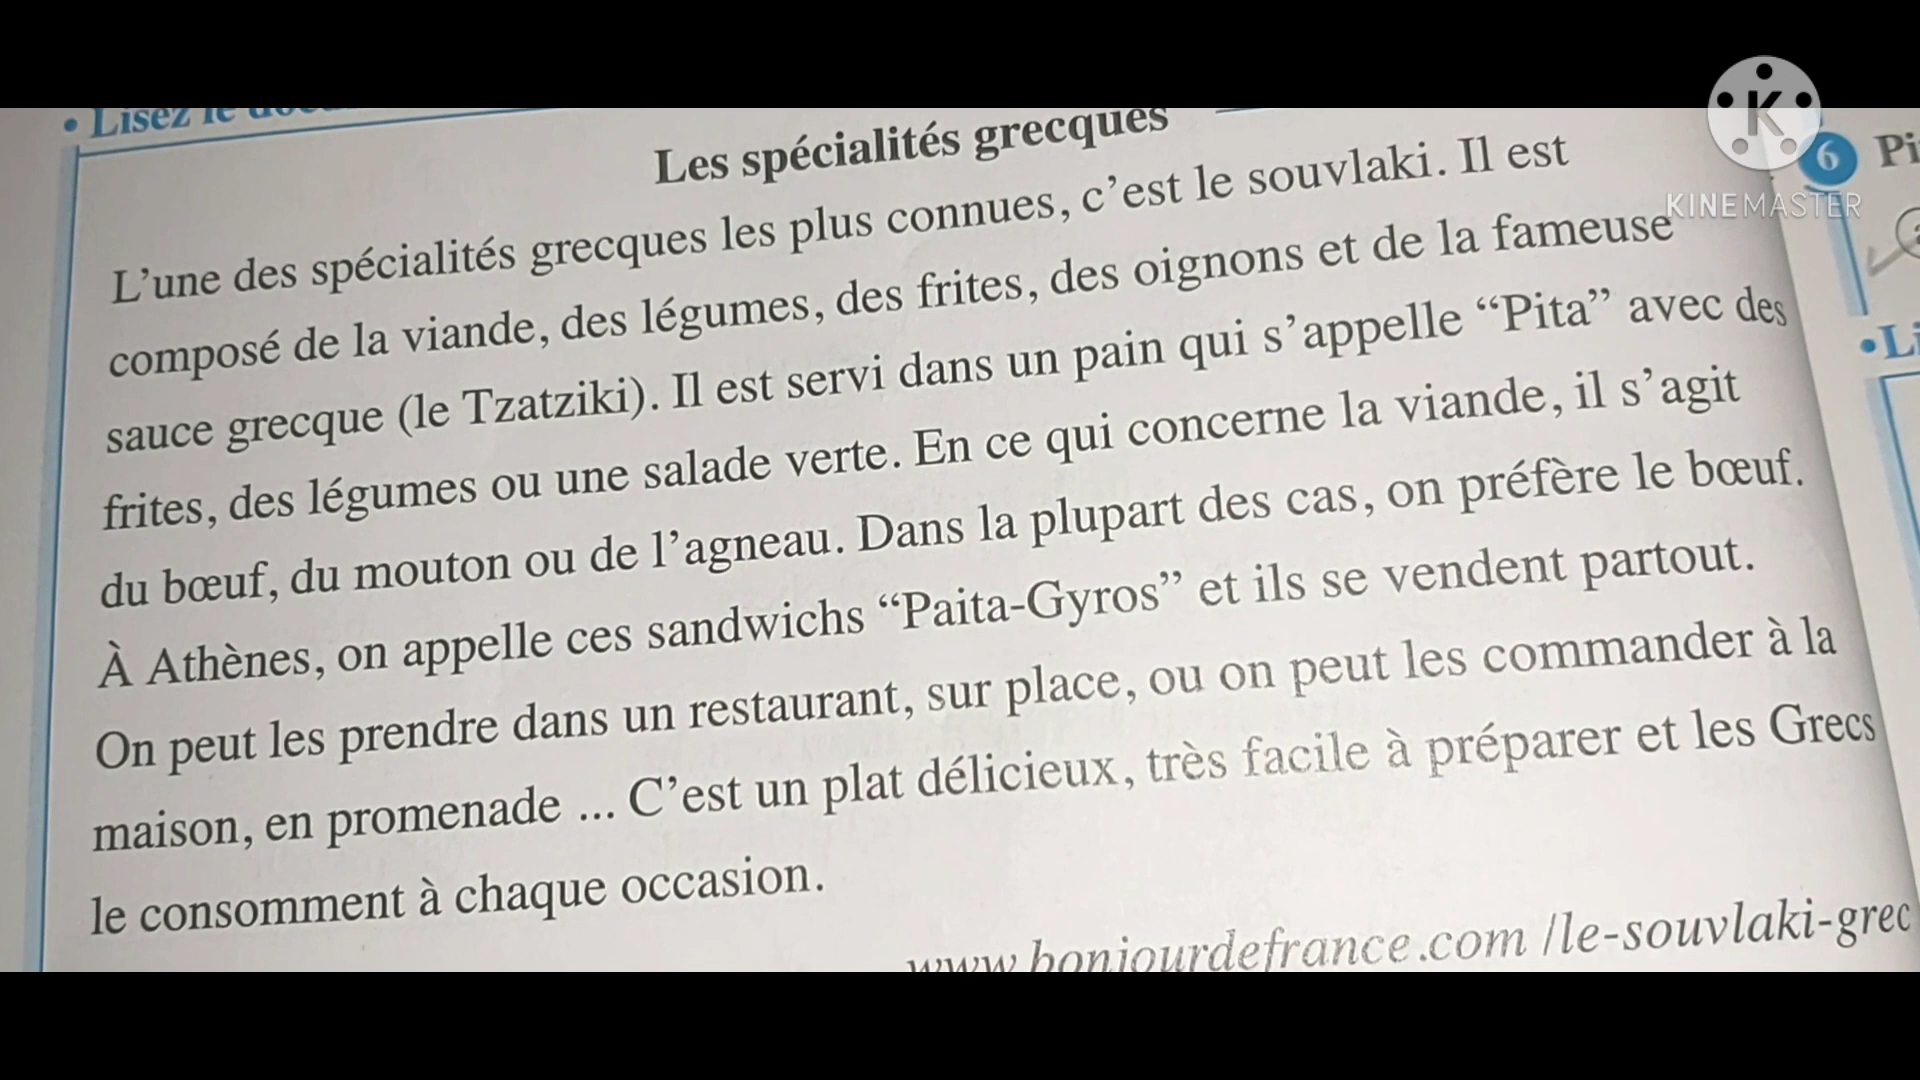 • Lisez le
Les spécialités grecques
L’une des spécialités grecques les plus connues, c’est le souvlaki. Il est
composé de la viande, des légumes, des frites, des oignons et de la fameuse
sauce grecque (le Tzatziki). Il est servi dans un pain qui s’appelle “Pita” avec des
frites, des légumes ou une salade verte. En ce qui concerne la viande, il s’agit
du bœuf, du mouton ou de l’agneau. Dans la plupart des cas, on préfère le bœuf.
À Athènes, on appelle ces sandwichs “Paita-Gyros” et ils se vendent partout.
On peut les prendre dans un restaurant, sur place, ou on peut les commander à la
maison, en promenade ... C’est un plat délicieux, très facile à préparer et les Grecs
le consomment à chaque occasion.
www.bonjourdefrance.com /le-souvlaki-grec
K
KINEMASTER
6 Pi
•Li